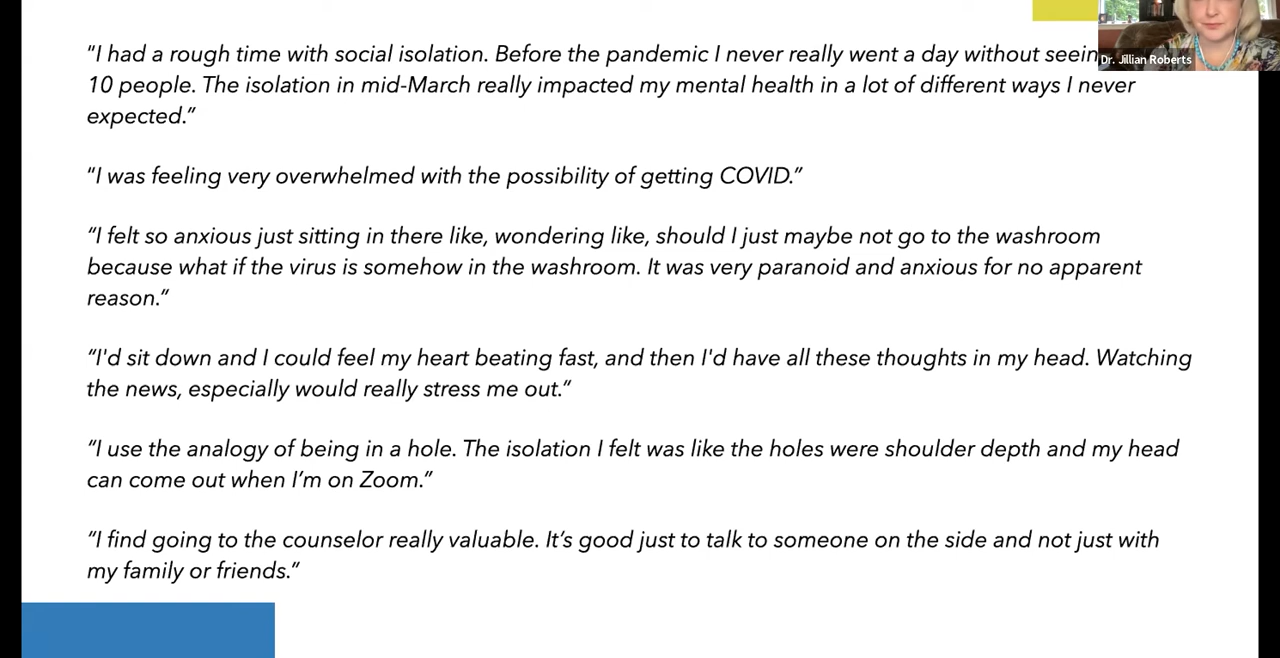 "I had a rough time with social isolation. Before the pandemic I never really went a day without
Dr. Jillian Roberts
10 people. The isolation in mid-March really impacted my mental health in a lot of different ways I never
expected.”
"I was feeling very overwhelmed with the possibility of getting COVID.”
“I felt so anxious just sitting in there like, wondering like, should I just maybe not go to the washroom
because what if the virus is somehow in the washroom. It was very paranoid and anxious for no apparent
reason.”
“I'd sit down and I could feel my heart beating fast, and then I'd have all these thoughts in my head. Watching
the news, especially would really stress me out.“
“I use the analogy of being in a hole. The isolation I felt was like the holes were shoulder depth and my head
can come out when I’m on Zoom.”
”I find going to the counselor really valuable. It’s good just to talk to someone on the side and not just with
my family or friends.”